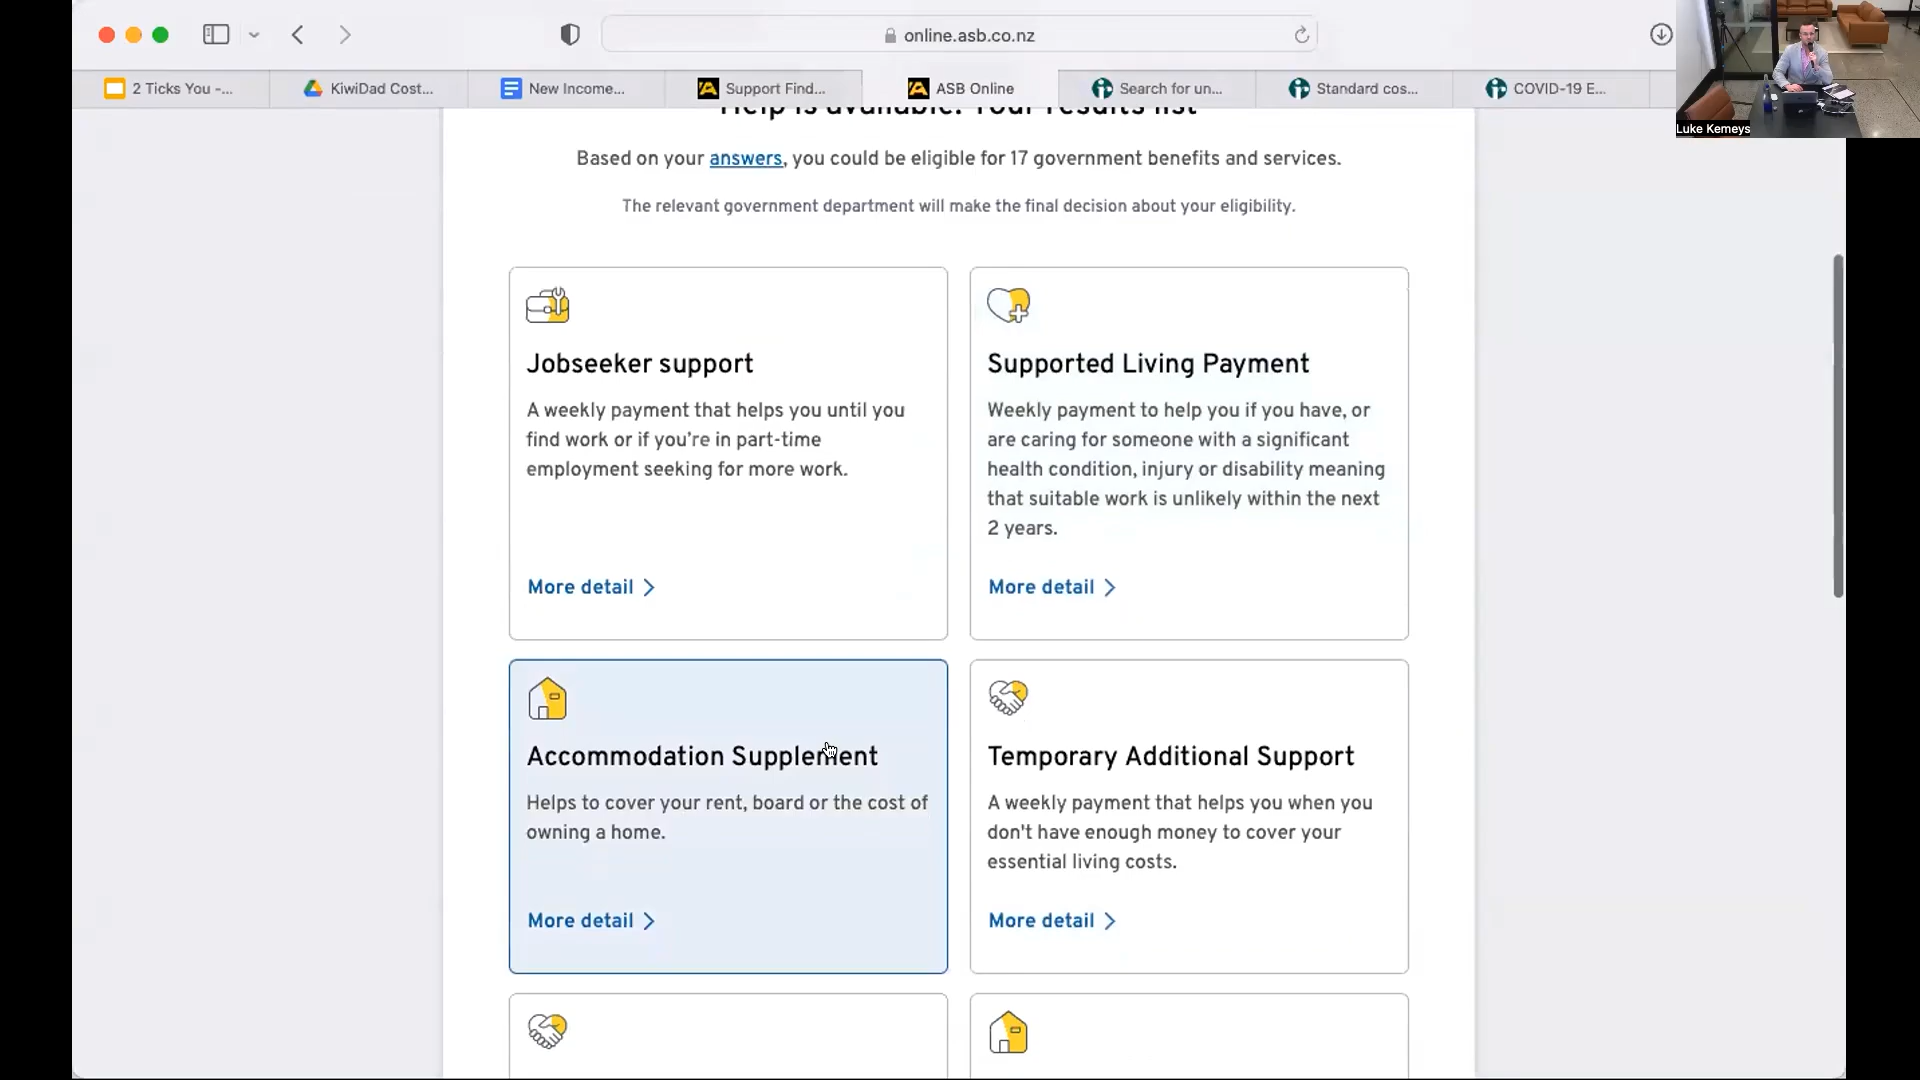 online.asb.co.nz
2 Ticks You -...
KiwiDad Cost...
New Income...
Support Find...
ASB Online
Search for un...
Standard cos...
COVID-19 E...
Luke Kemeys
Help is available. Your results list
Based on your answers, you could be eligible for 17 government benefits and services.
The relevant government department will make the final decision about your eligibility.
Jobseeker support
A weekly payment that helps you until you
find work or if you're in part-time
employment seeking for more work.
More detail
Supported Living Payment
Weekly payment to help you if you have, or
are caring for someone with a significant
health condition, injury or disability meaning
that suitable work is unlikely within the next
2 years.
More detail
Accommodation Supplement
Helps to cover your rent, board or the cost of
owning a home.
More detail
Temporary Additional Support
A weekly payment that helps you when you
don't have enough money to cover your
essential living costs.
More detail